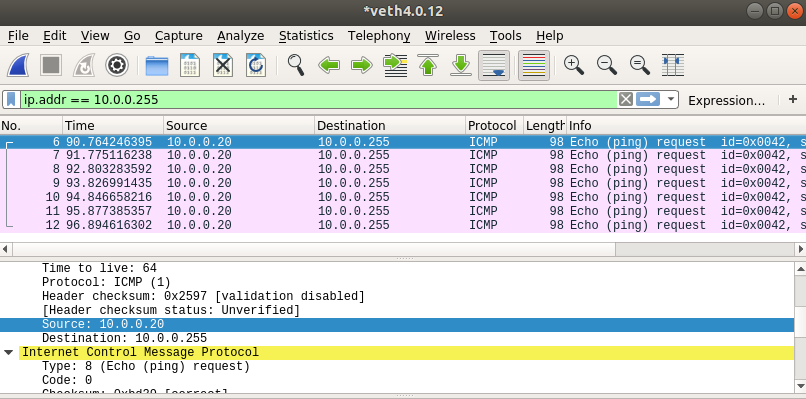 *veth4.0.12
File Edit View Go Capture Analyze Statistics Telephony Wireless Tools Help
ip.addr == 10.0.0.255 Expression… +
No. Time Source Destination Protocol Length Info
6 90.764246395 10.0.0.20 10.0.0.255 ICMP 98 Echo (ping) request id=0x0042, s
7 91.775116238 10.0.0.20 10.0.0.255 ICMP 98 Echo (ping) request id=0x0042, s
8 92.803283592 10.0.0.20 10.0.0.255 ICMP 98 Echo (ping) request id=0x0042, s
9 93.826991435 10.0.0.20 10.0.0.255 ICMP 98 Echo (ping) request id=0x0042, s
10 94.846658216 10.0.0.20 10.0.0.255 ICMP 98 Echo (ping) request id=0x0042, s
11 95.877385357 10.0.0.20 10.0.0.255 ICMP 98 Echo (ping) request id=0x0042, s
12 96.894616302 10.0.0.20 10.0.0.255 ICMP 98 Echo (ping) request id=0x0042, s
Time to live: 64
Protocol: ICMP (1)
Header checksum: 0x2597 [validation disabled]
[Header checksum status: Unverified]
Source: 10.0.0.20
Destination: 10.0.0.255
Internet Control Message Protocol
Type: 8 (Echo (ping) request)
Code: 0
Checksum: [correct]